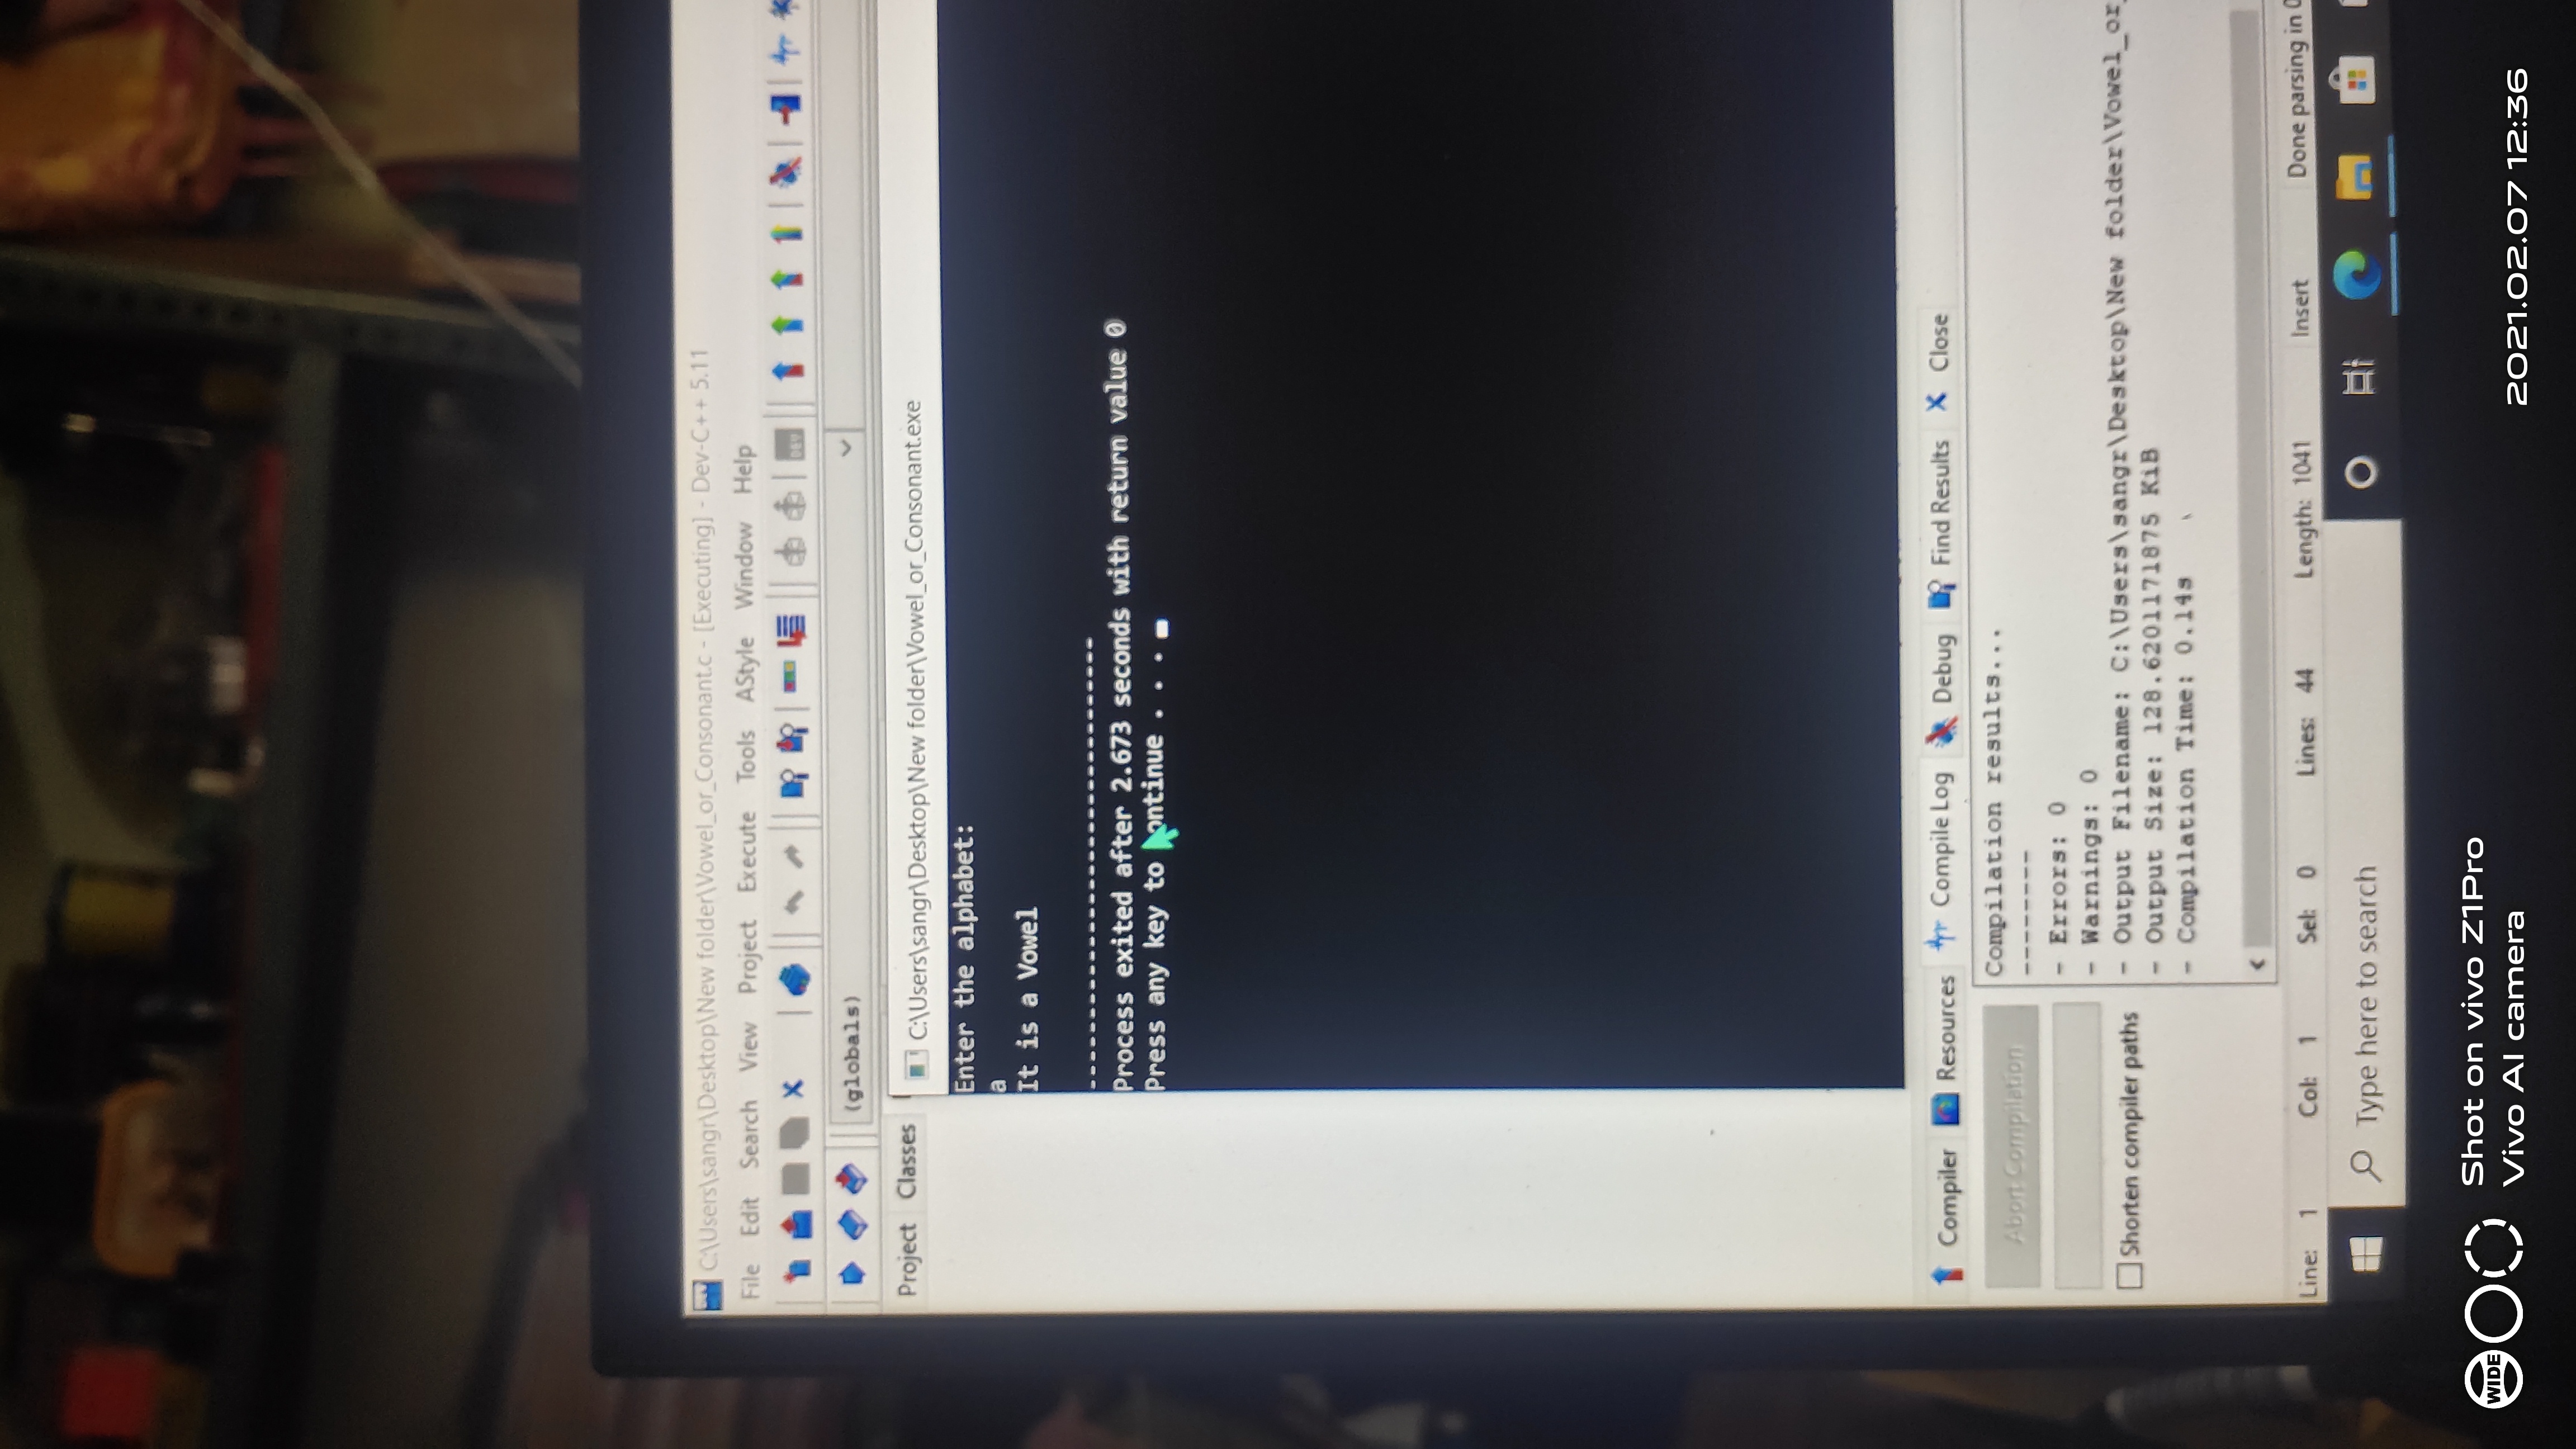 C:\Users\sangr\Desktop\New folder\Vowel_or_Consonant.c - [Executing] - Dev-C++ 5.11
File Edit Search View Project Execute Tools AStyle Window Help
DEV
(globals)
Project Classes
C:\Users\sangr\Desktop\New folder\Vowel_or_Consonant.exe
Enter the alphabet:
a
It is a Vowel
--------------------------------
Process exited after 2.673 seconds with return value 0
Press any key to continue . . .
Compiler Resources Compile Log Debug Find Results Close
Abort Compilation
Shorten compiler paths
Compilation results...
--------
- Errors: 0
- Warnings: 0
- Output Filename: C:\Users\sangr\Desktop\New folder\Vowel_or_
- Output Size: 128.6201171875 KiB
- Compilation Time: 0.14s
Line: 1 Col: 1 Sel: 0 Lines: 44 Length: 1041 Insert Done parsing in 0
Type here to search
WIDE
Shot on vivo Z1Pro
Vivo AI camera
2021.02.07 12:36